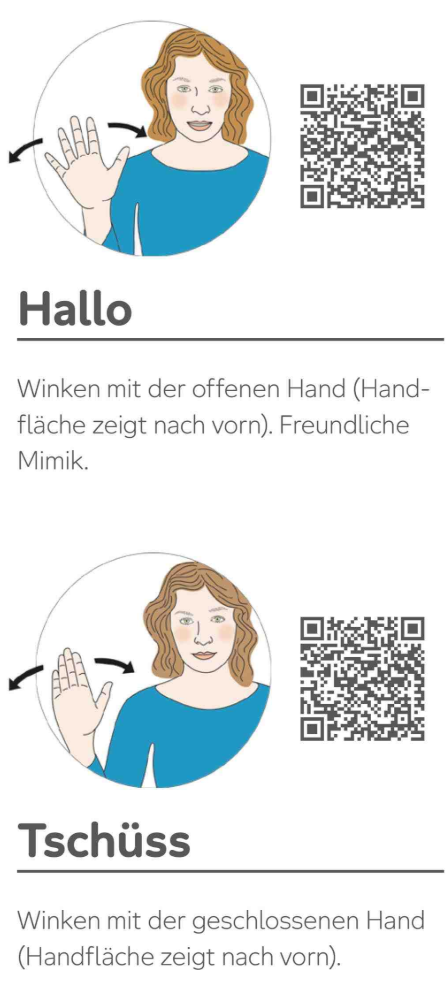 Hallo
Winken mit der offenen Hand (Hand-
fläche zeigt nach vorn). Freundliche
Mimik.
Tschüss
Winken mit der geschlossenen Hand
(Handfläche zeigt nach vorn).